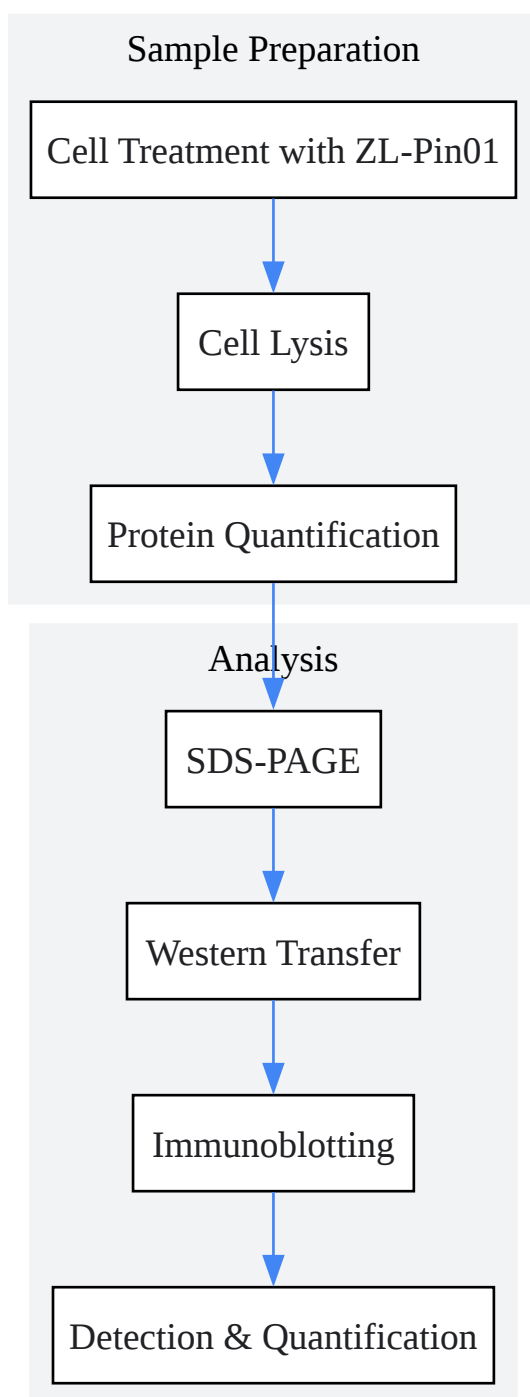 Sample Preparation
Cell Treatment with ZL-Pin01
Cell Lysis
Protein Quantification
Analysis
SDS-PAGE
Western Transfer
Immunoblotting
Detection & Quantification